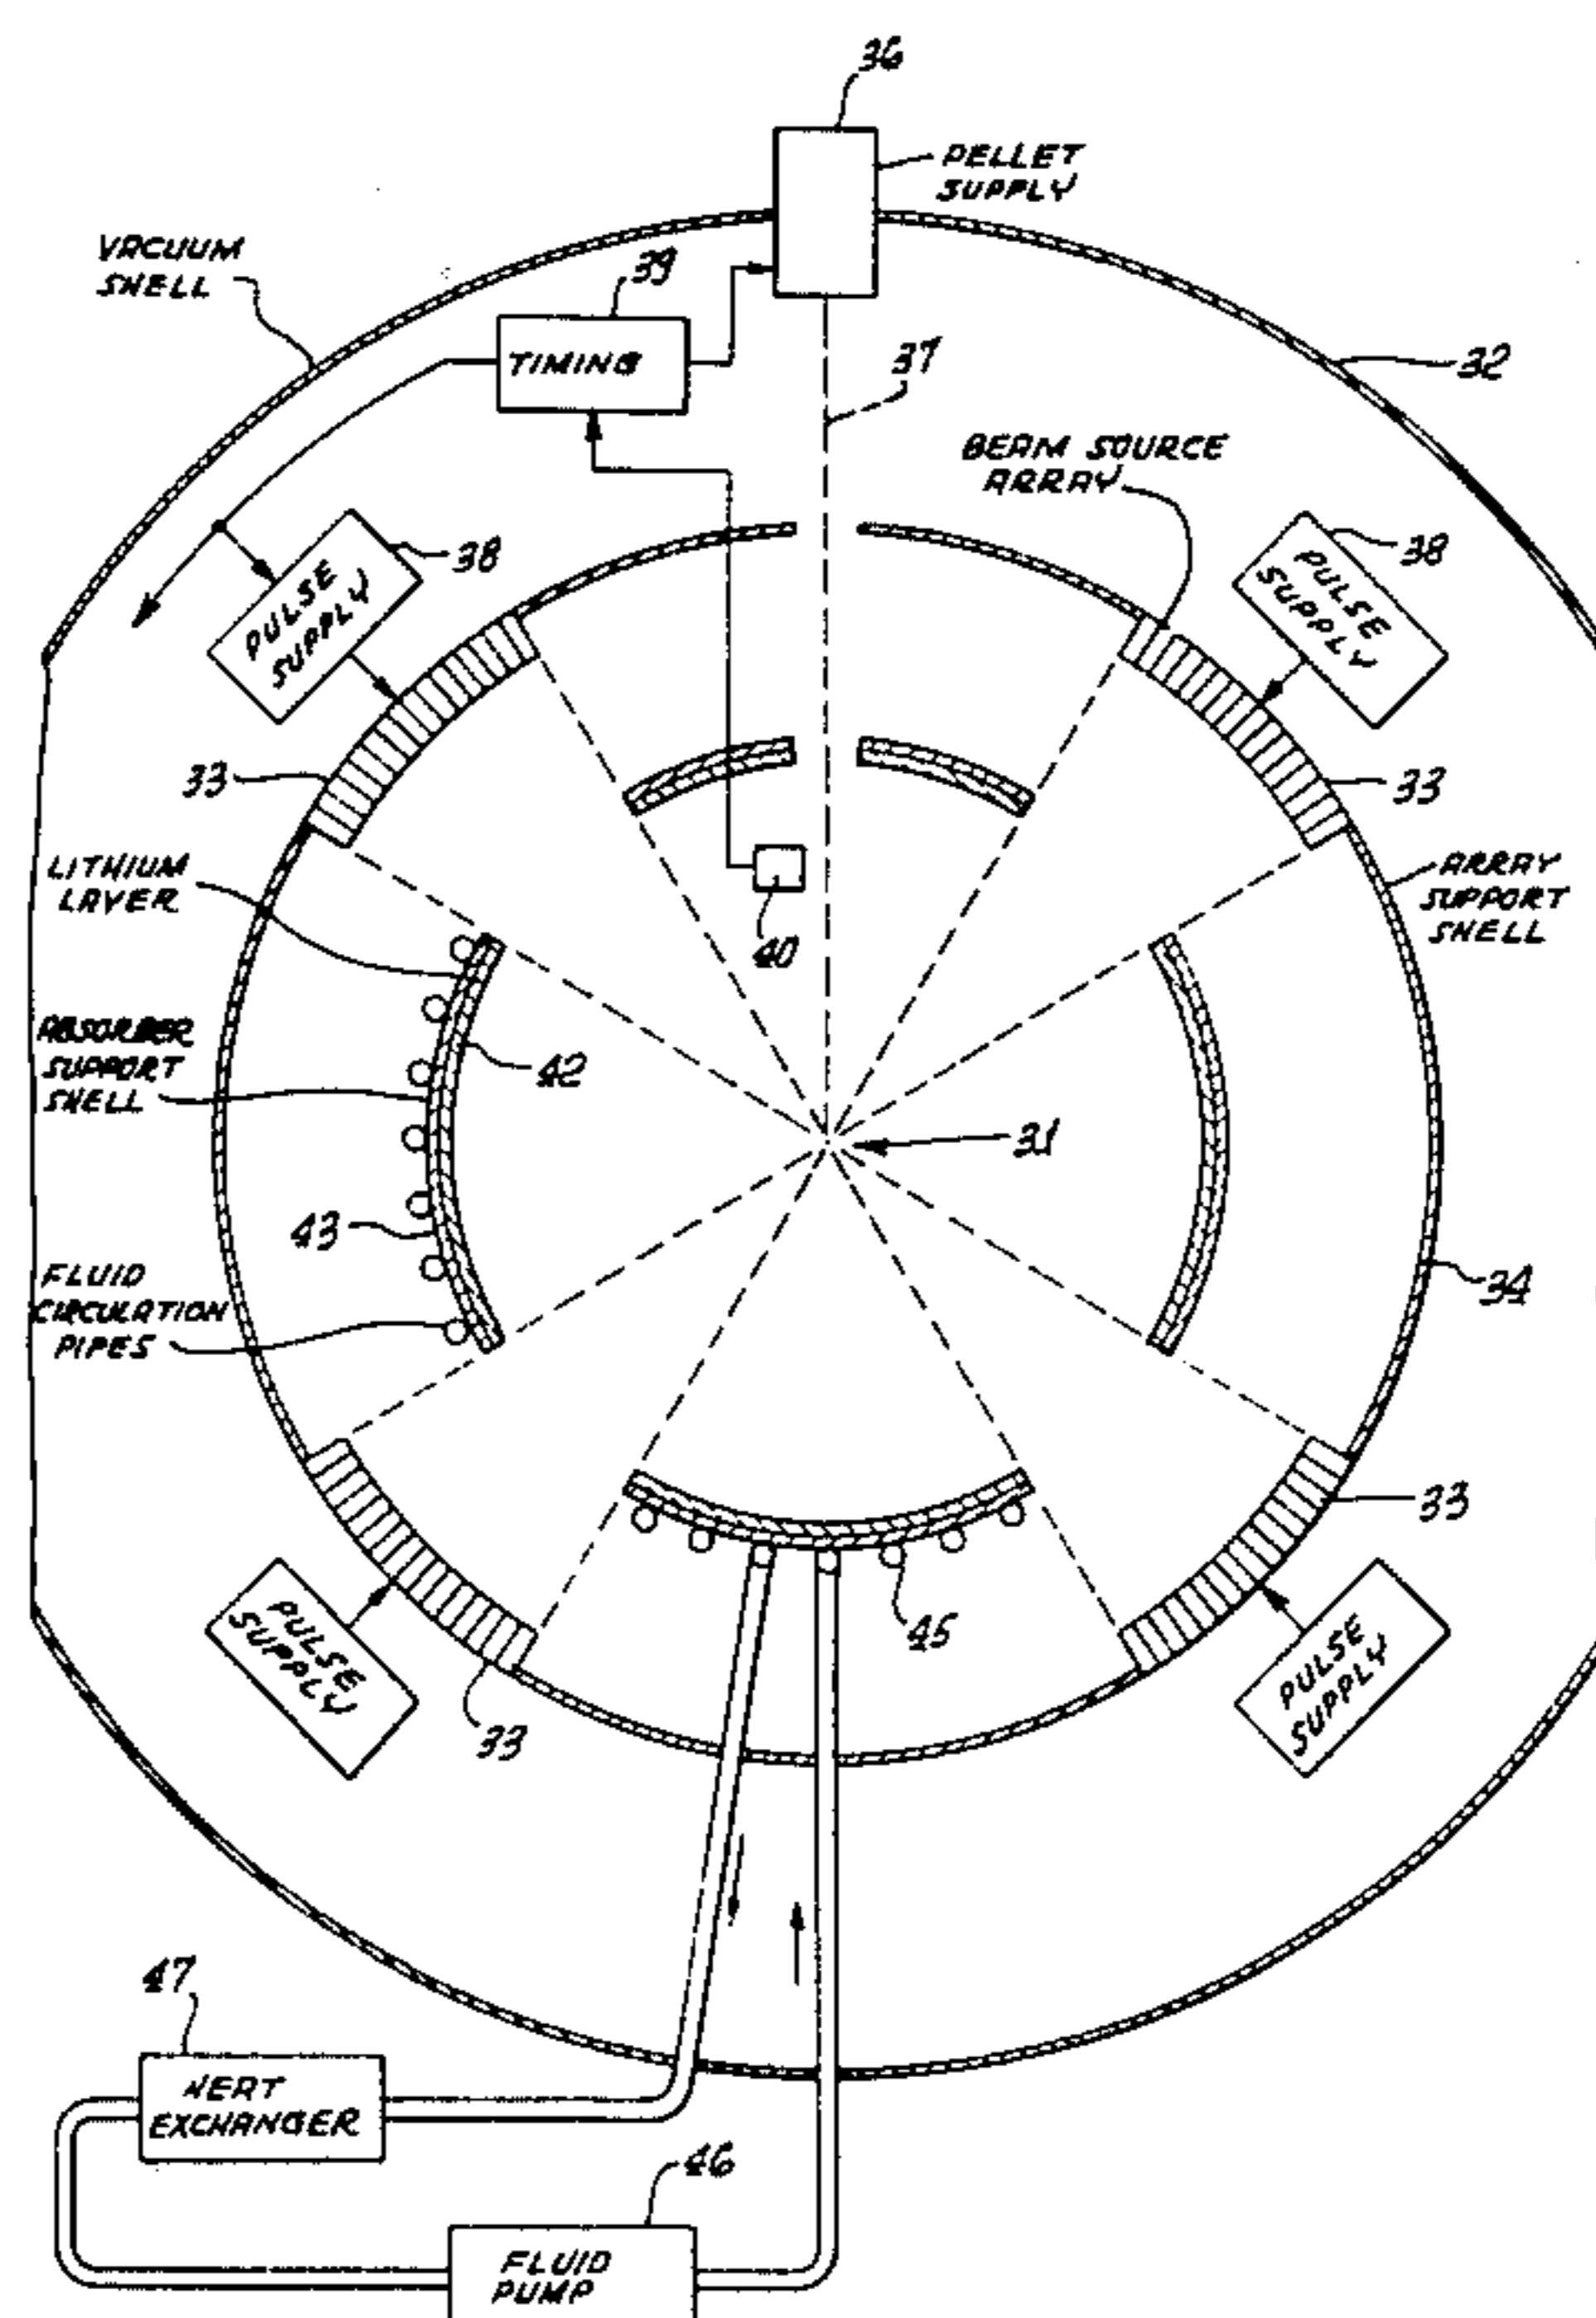 36
PELLET
SUPPLY
VACUUM
SHELL
39
TIMING
37
32
BEAM SOURCE
ARRAY
38
PULSE
SUPPLY
38
PULSE
SUPPLY
33
33
LITHIUM
LAYER
ARRAY
SUPPORT
SHELL
40
ABSORBER
SUPPORT
SHELL
42
31
43
FLUID
CIRCULATION
PIPES
34
33
45
PULSE
SUPPLY
33
PULSE
SUPPLY
47
HEAT
EXCHANGER
46
FLUID
PUMP